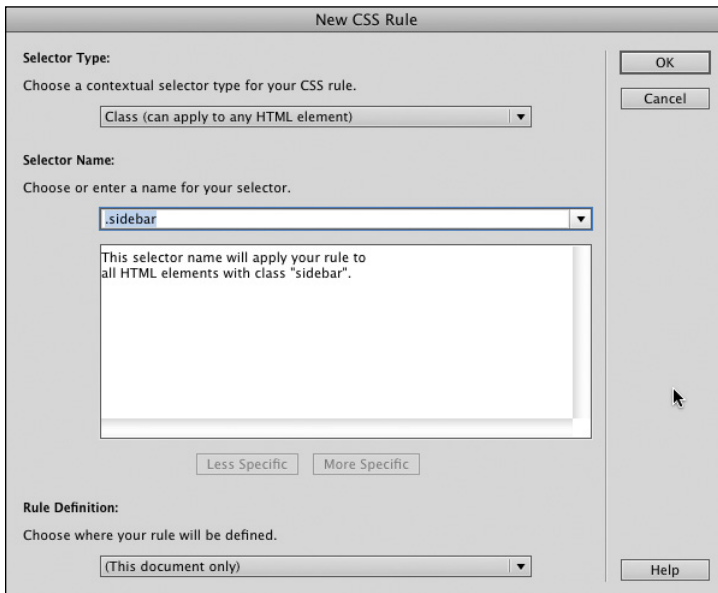 New CSS Rule
Selector Type:
OK
Choose a contextual selector type for your CSS rule.
Cancel
Class (can apply to any HTML element)
Selector Name:
Choose or enter a name for your selector.
.sidebar
This selector name will apply your rule to
all HTML elements with class "sidebar".
Less Specific
More Specific
Rule Definition:
Choose where your rule will be defined.
(This document only)
Help